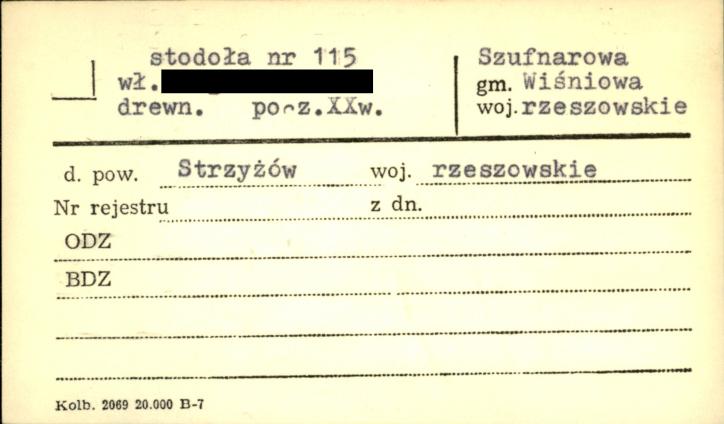 stodoła nr 115
wł.
drewn. pocz.XXw.
Szufnarowa
gm. Wiśniowa
woj.rzeszowskie
d. pow. Strzyżów woj. rzeszowskie
Nr rejestru z dn.
ODZ
BDZ
Kolb. 2069 20.000 B-7